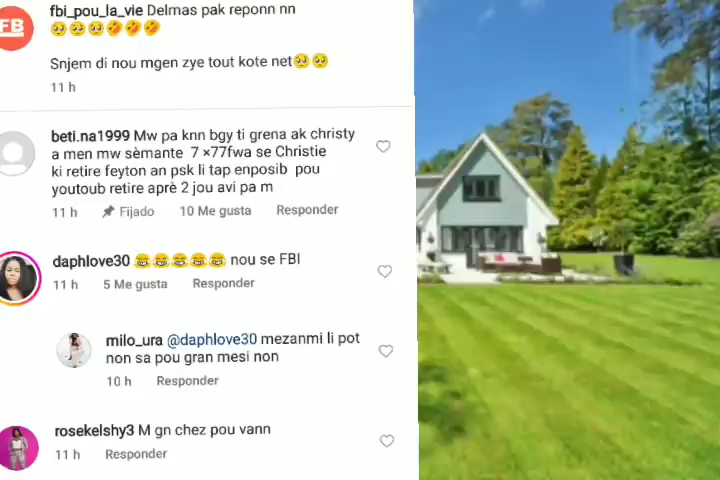 FB
fbi_pou_la_vie Delmas pak reponn nn
🥺🥺🥺🤣🤣🤣
Snjem di nou mgen zye tout kote net🥺🥺
11 h
beti.na1999 Mw pa knn bgy ti grena ak christy
a men mw sèmante 7 ×77fwa se Christie
ki retire feyton an psk li tap enposib pou
youtoub retire aprè 2 jou avi pa m
11 h Fijado 10 Me gusta Responder
daphlove30 😂😂😂😂😂 nou se FBI
11 h 5 Me gusta Responder
milo_ura @daphlove30 mezanmi li pot
non sa pou gran mesi non
10 h Responder
rosekelshy3 M gn chez pou vann
11 h Responder